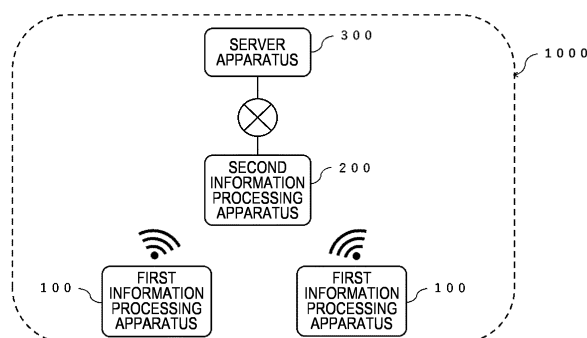 SERVER
APPARATUS
300
1000
SECOND
INFORMATION
PROCESSING
APPARATUS
200
100
FIRST
INFORMATION
PROCESSING
APPARATUS
FIRST
INFORMATION
PROCESSING
APPARATUS
100